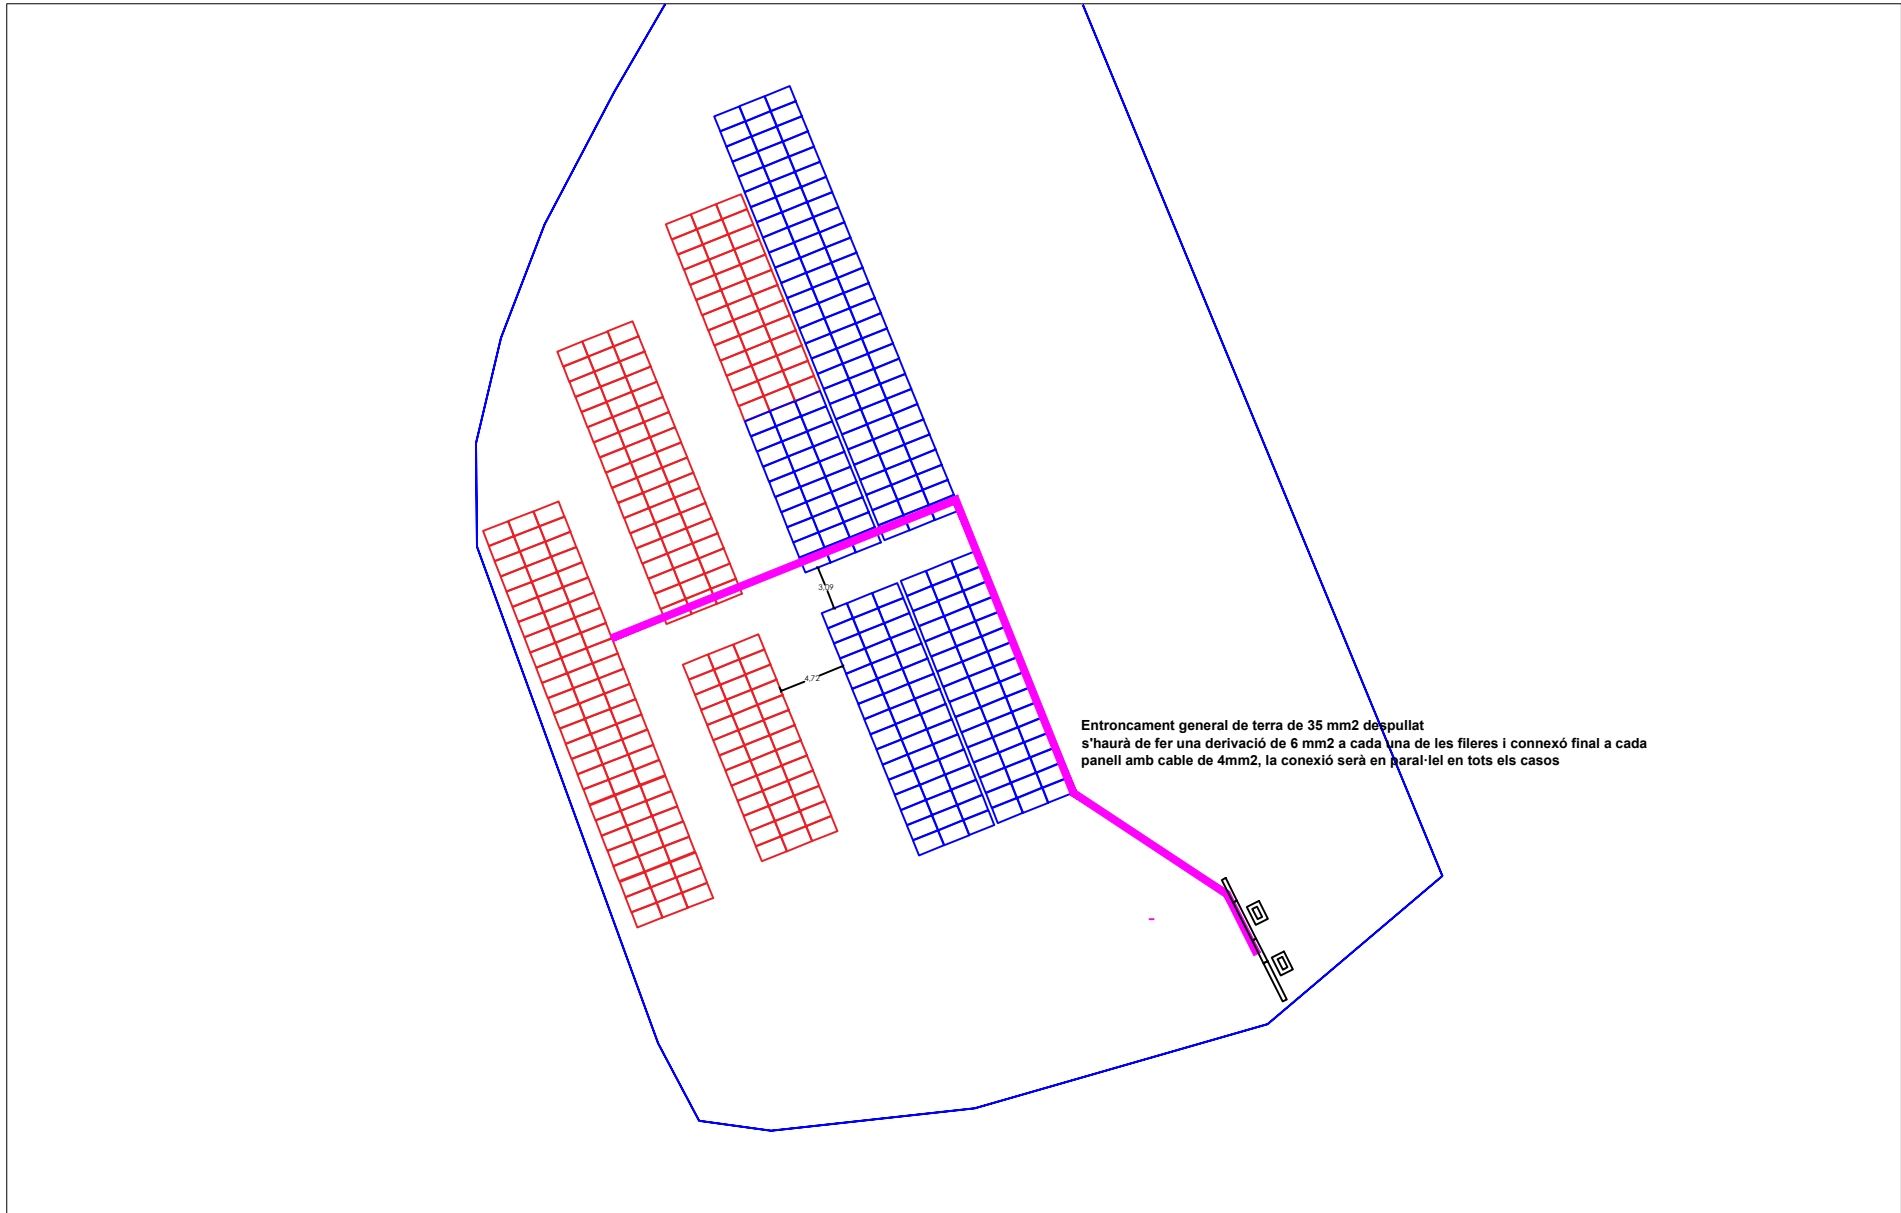 3,09
4,72
Entroncament general de terra de 35 mm2 despullat
s'haurà de fer una derivació de 6 mm2 a cada una de les fileres i connexó final a cada
panell amb cable de 4mm2, la conexió serà en paral·lel en tots els casos